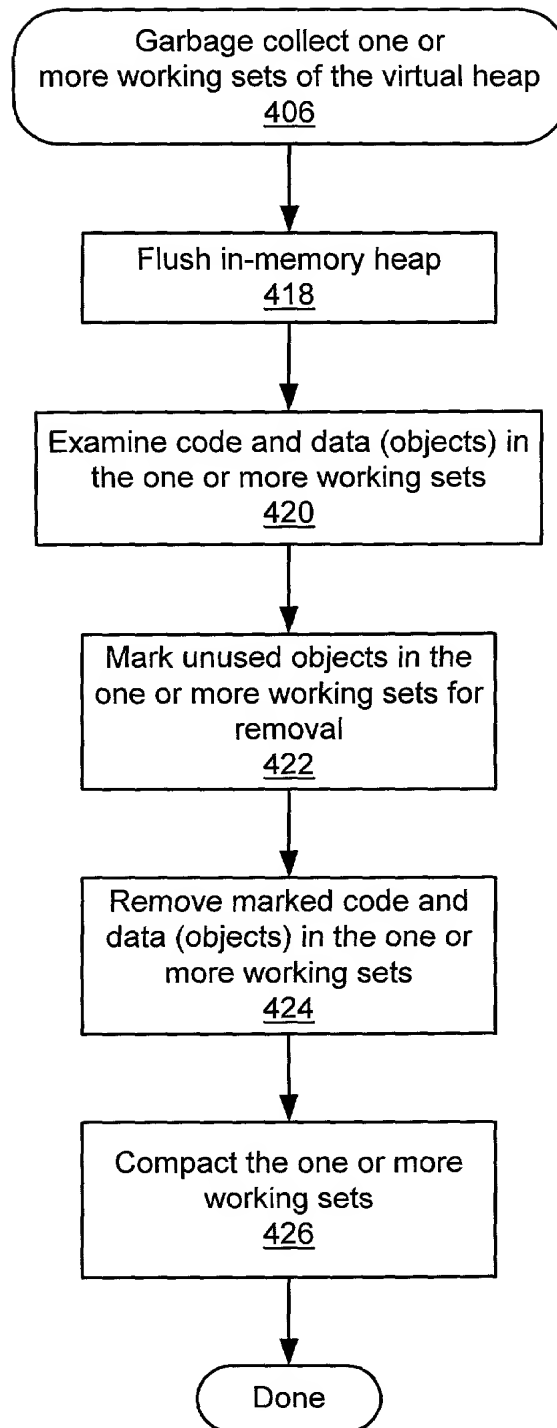 Garbage collect one or
more working sets of the virtual heap
406
Flush in-memory heap
418
Examine code and data (objects) in
the one or more working sets
420
Mark unused objects in the
one or more working sets for
removal
422
Remove marked code and
data (objects) in the one or
more working sets
424
Compact the one or more
working sets
426
Done